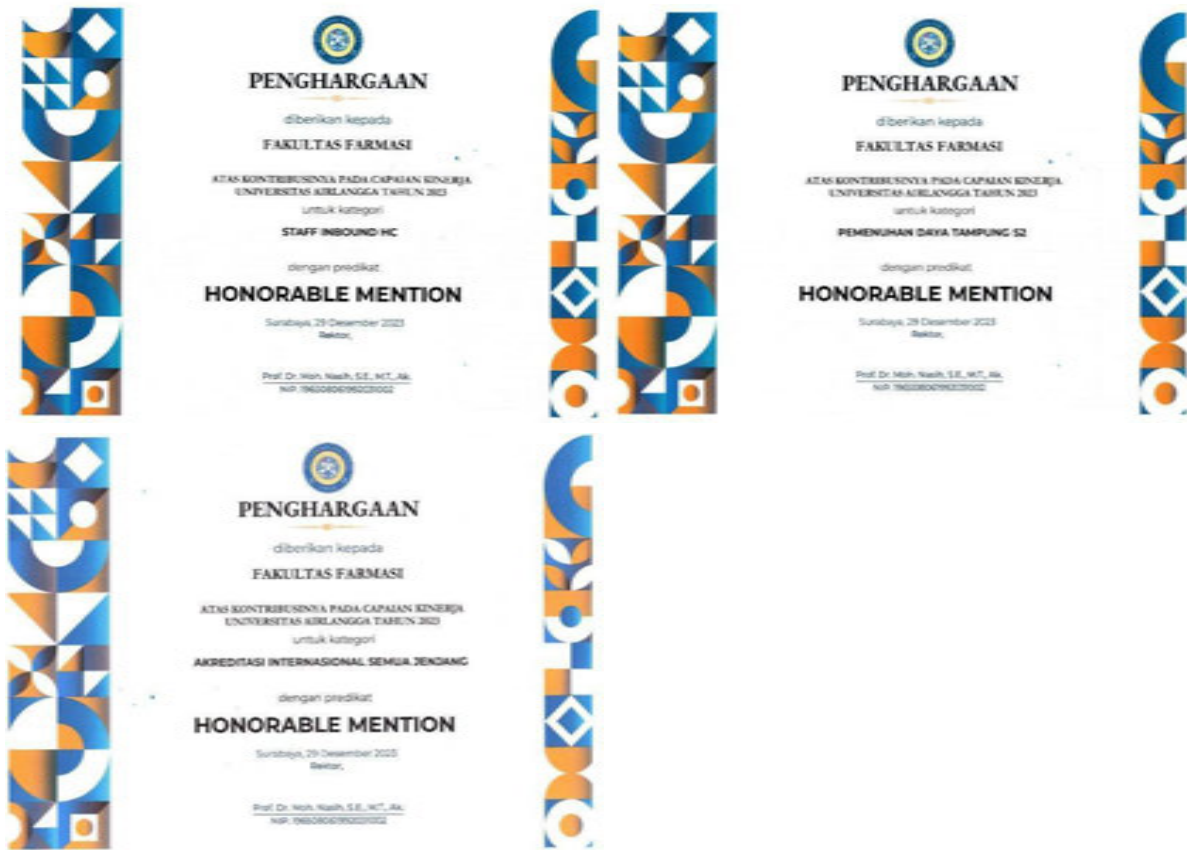 PENGHARGAAN
diberikan kepada
FAKULTAS FARMASI
ATAS KONTRIBUSINYA PADA CAPAIAN KINERJA
UNIVERSITAS AIRLANGGA TAHUN 2023
untuk kategori
STAFF INBOUND HC
dengan predikat
HONORABLE MENTION
Surabaya, 29 Desember 2023
Rektor,
Prof. Dr. Moh. Nasih, S.E., M.T., Ak.
NIP.
PENGHARGAAN
diberikan kepada
FAKULTAS FARMASI
ATAS KONTRIBUSINYA PADA CAPAIAN KINERJA
UNIVERSITAS AIRLANGGA TAHUN 2023
untuk kategori
PEMENUHAN DAYA TAMPUNG S2
dengan predikat
HONORABLE MENTION
Surabaya, 29 Desember 2023
Rektor,
Prof. Dr. Moh. Nasih, S.E., M.T., Ak.
NIP.
PENGHARGAAN
diberikan kepada
FAKULTAS FARMASI
ATAS KONTRIBUSINYA PADA CAPAIAN KINERJA
UNIVERSITAS AIRLANGGA TAHUN 2023
untuk kategori
AKREDITASI INTERNASIONAL SEMUA JENJANG
dengan predikat
HONORABLE MENTION
Surabaya, 29 Desember 2023
Rektor,
Prof. Dr. Moh. Nasih, S.E., M.T., Ak.
NIP.